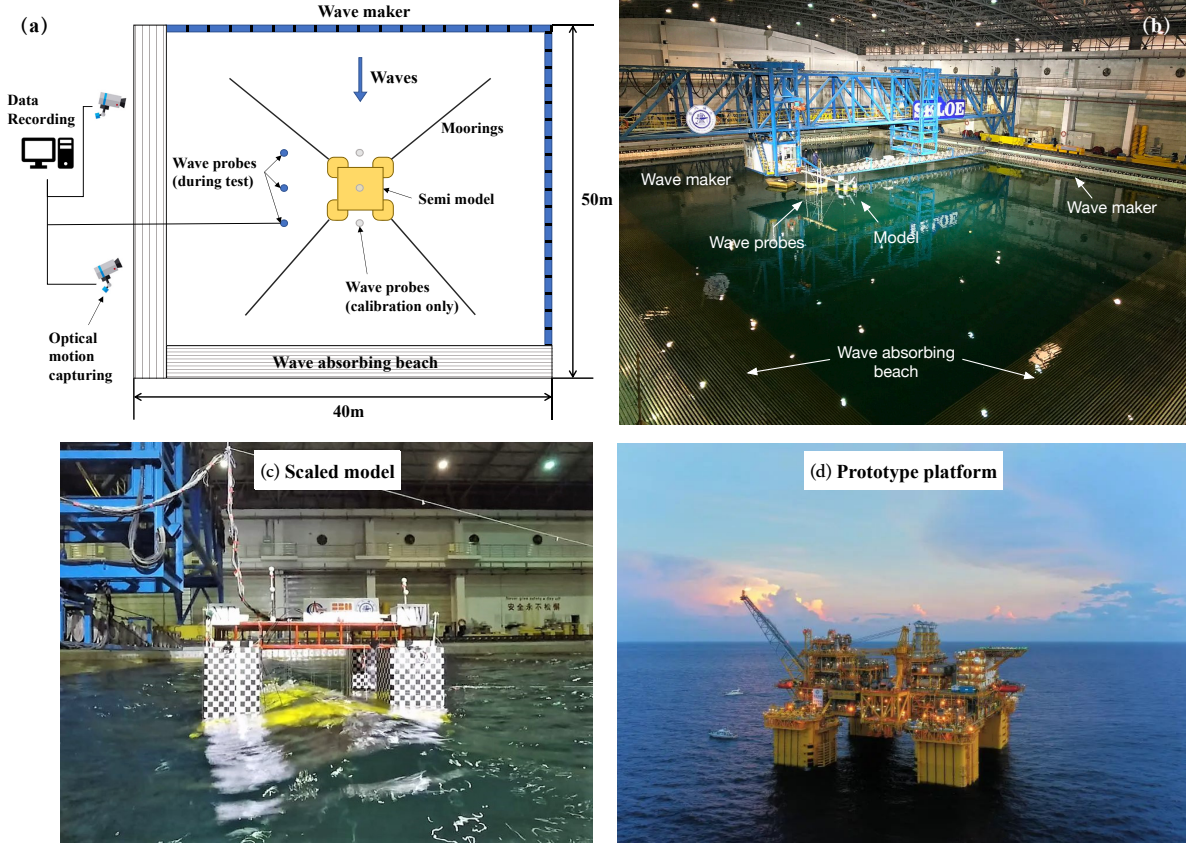 (a)
Wave maker
Waves
Data
Recording
Moorings
Wave probes
(during test)
Semi model
50m
Wave probes
(calibration only)
Optical
motion
capturing
Wave absorbing beach
40m
(b)
SKLOE
Wave maker
Wave maker
Wave probes
Model
Wave absorbing
beach
(c) Scaled model
安全永不松懈
(d) Prototype platform